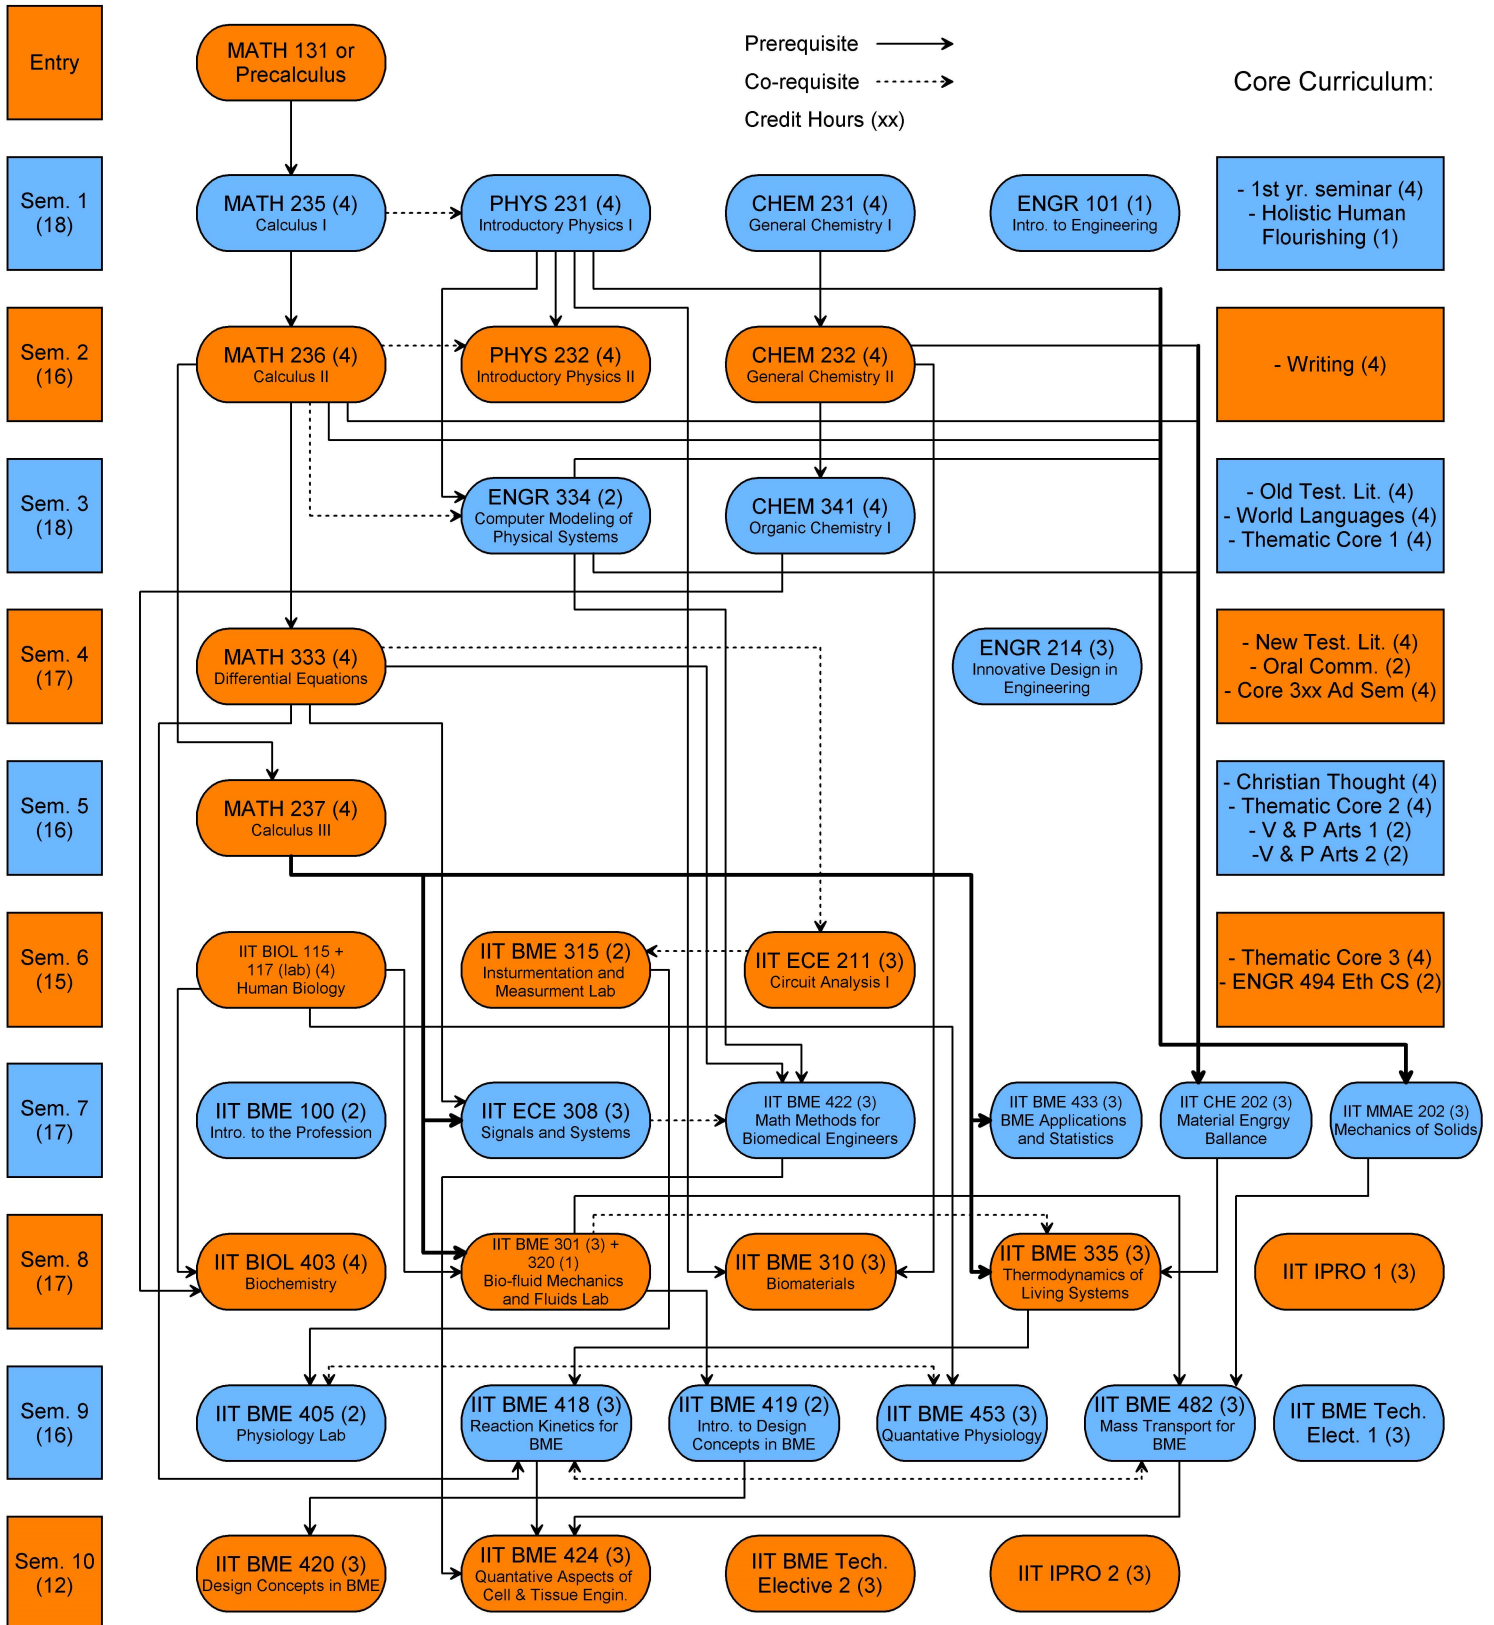 Entry
MATH 131 or
Precalculus
Prerequisite
Co-requisite
Credit Hours (xx)
Core Curriculum:
Sem. 1
(18)
MATH 235 (4)
Calculus I
PHYS 231 (4)
Introductory Physics I
CHEM 231 (4)
General Chemistry I
ENGR 101 (1)
Intro. to Engineering
- 1st yr. seminar (4)
- Holistic Human
Flourishing (1)
Sem. 2
(16)
MATH 236 (4)
Calculus II
PHYS 232 (4)
Introductory Physics II
CHEM 232 (4)
General Chemistry II
- Writing (4)
Sem. 3
(18)
ENGR 334 (2)
Computer Modeling of
Physical Systems
CHEM 341 (4)
Organic Chemistry I
- Old Test. Lit. (4)
- World Languages (4)
- Thematic Core 1 (4)
Sem. 4
(17)
MATH 333 (4)
Differential Equations
ENGR 214 (3)
Innovative Design in
Engineering
- New Test. Lit. (4)
- Oral Comm. (2)
- Core 3xx Ad Sem (4)
Sem. 5
(16)
MATH 237 (4)
Calculus III
- Christian Thought (4)
- Thematic Core 2 (4)
- V & P Arts 1 (2)
-V & P Arts 2 (2)
Sem. 6
(15)
IIT BIOL 115 +
117 (lab) (4)
Human Biology
IIT BME 315 (2)
Insturmentation and
Measurment Lab
IIT ECE 211 (3)
Circuit Analysis I
- Thematic Core 3 (4)
- ENGR 494 Eth CS (2)
Sem. 7
(17)
IIT BME 100 (2)
Intro. to the Profession
IIT ECE 308 (3)
Signals and Systems
IIT BME 422 (3)
Math Methods for
Biomedical Engineers
IIT BME 433 (3)
BME Applications
and Statistics
IIT CHE 202 (3)
Material Engrgy
Ballance
IIT MMAE 202 (3)
Mechanics of Solids
Sem. 8
(17)
IIT BIOL 403 (4)
Biochemistry
IIT BME 301 (3) +
320 (1)
Bio-fluid Mechanics
and Fluids Lab
IIT BME 310 (3)
Biomaterials
IIT BME 335 (3)
Thermodynamics of
Living Systems
IIT IPRO 1 (3)
Sem. 9
(16)
IIT BME 405 (2)
Physiology Lab
IIT BME 418 (3)
Reaction Kinetics for
BME
IIT BME 419 (2)
Intro. to Design
Concepts in BME
IIT BME 453 (3)
Quantative Physiology
IIT BME 482 (3)
Mass Transport for
BME
IIT BME Tech.
Elect. 1 (3)
Sem. 10
(12)
IIT BME 420 (3)
Design Concepts in BME
IIT BME 424 (3)
Quantative Aspects of
Cell & Tissue Engin.
IIT BME Tech.
Elective 2 (3)
IIT IPRO 2 (3)